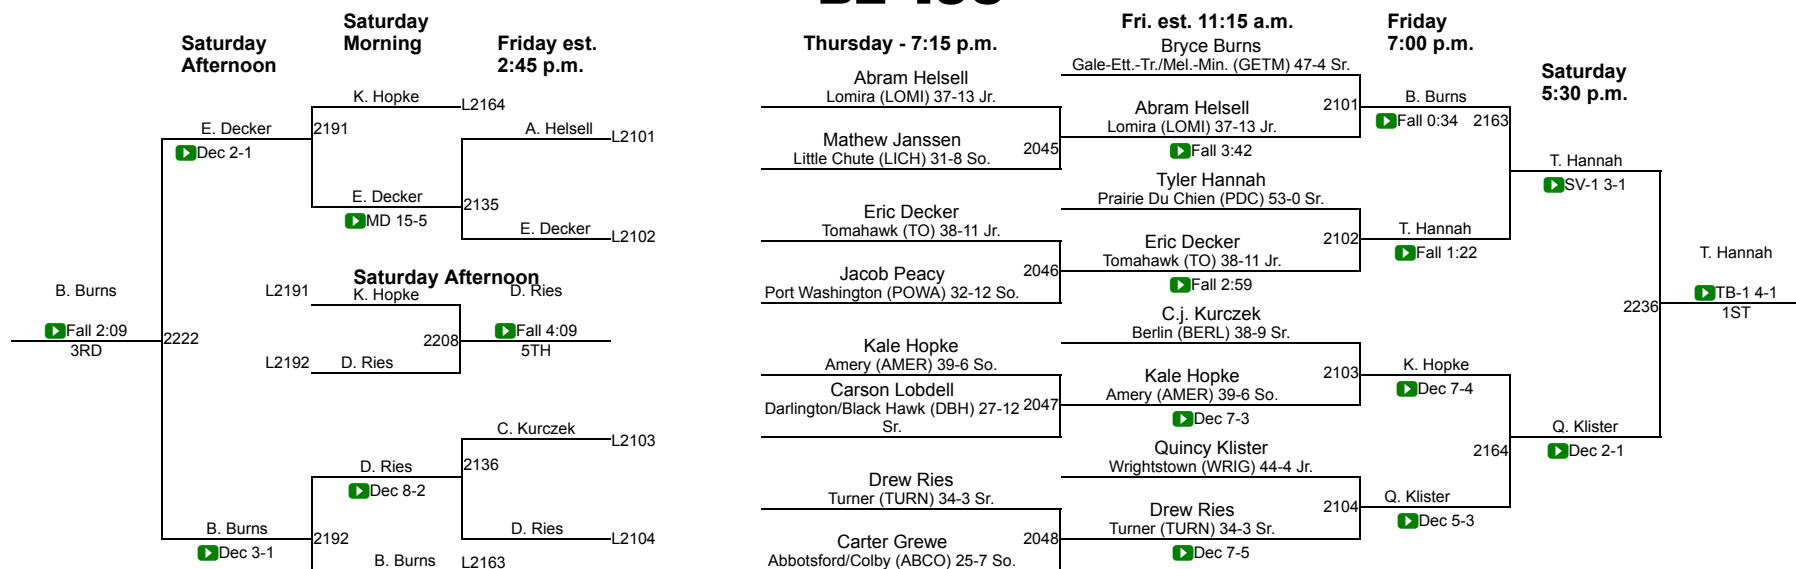 Saturday
Afternoon
Saturday
Morning
Friday est.
2:45 p.m.
Thursday - 7:15 p.m.
Fri. est. 11:15 a.m.
Friday
7:00 p.m.
Saturday
5:30 p.m.
B. Burns
Fall 2:09
3RD
2222
E. Decker
Dec 2-1
B. Burns
Dec 3-1
K. Hopke
L2164
2191
E. Decker
MD 15-5
A. Helsell
L2101
2135
E. Decker
L2102
Saturday Afternoon
L2191
K. Hopke
D. Ries
2208
Fall 4:09
5TH
L2192
D. Ries
C. Kurczek
L2103
2136
D. Ries
Dec 8-2
D. Ries
L2104
2192
B. Burns
L2163
Abram Helsell
Lomira (LOMI) 37-13 Jr.
Mathew Janssen
Little Chute (LICH) 31-8 So.
2045
Eric Decker
Tomahawk (TO) 38-11 Jr.
Jacob Peacy
Port Washington (POWA) 32-12 So.
2046
Kale Hopke
Amery (AMER) 39-6 So.
Carson Lobdell
Darlington/Black Hawk (DBH) 27-12
Sr.
2047
Drew Ries
Turner (TURN) 34-3 Sr.
Carter Grewe
Abbotsford/Colby (ABCO) 25-7 So.
2048
Bryce Burns
Gale-Ett.-Tr./Mel.-Min. (GETM) 47-4 Sr.
Abram Helsell
Lomira (LOMI) 37-13 Jr.
Fall 3:42
2101
Tyler Hannah
Prairie Du Chien (PDC) 53-0 Sr.
Eric Decker
Tomahawk (TO) 38-11 Jr.
Fall 2:59
2102
C.j. Kurczek
Berlin (BERL) 38-9 Sr.
Kale Hopke
Amery (AMER) 39-6 So.
Dec 7-3
2103
Quincy Klister
Wrightstown (WRIG) 44-4 Jr.
Drew Ries
Turner (TURN) 34-3 Sr.
Dec 7-5
2104
B. Burns
Fall 0:34
2163
T. Hannah
Fall 1:22
K. Hopke
Dec 7-4
2164
Q. Klister
Dec 5-3
T. Hannah
SV-1 3-1
Q. Klister
Dec 2-1
2236
T. Hannah
TB-1 4-1
1ST